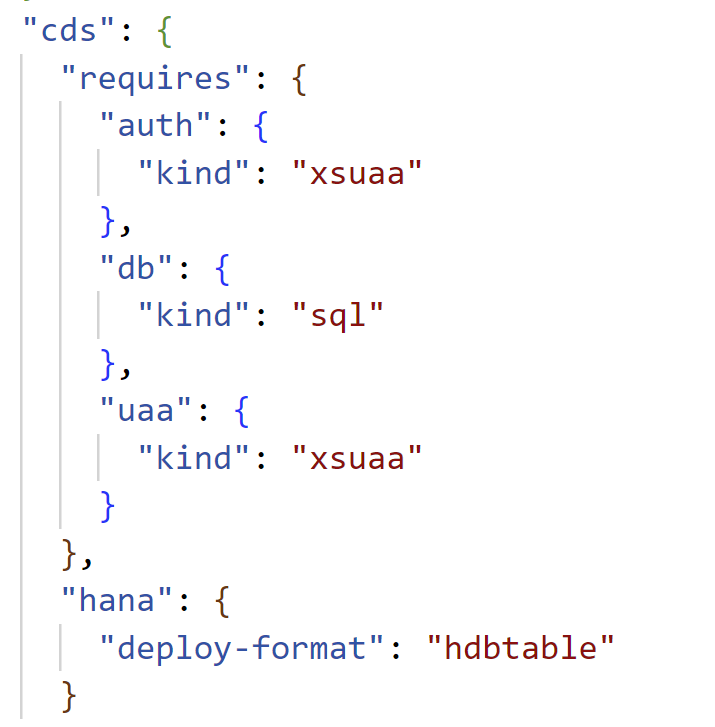 "cds": {
"requires": {
"auth": {
"kind": "xsuaa"
},
"db": {
"kind": "sql"
},
"uaa": {
"kind": "xsuaa"
}
},
"hana": {
"deploy-format": "hdbtable"
}